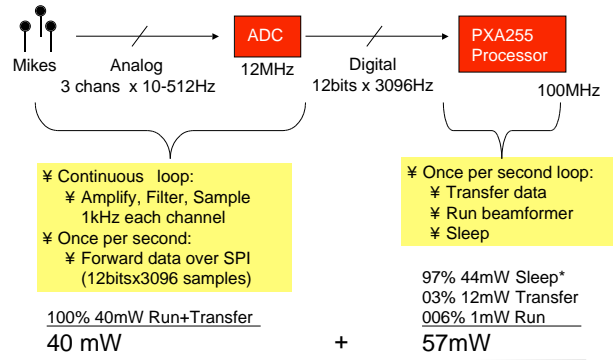 Mikes
Analog
3 chans x 10-512Hz
ADC
12MHz
Digital
12bits x 3096Hz
PXA255
Processor
100MHz
¥ Continuous loop:
¥ Amplify, Filter, Sample
1kHz each channel
¥ Once per second:
¥ Forward data over SPI
(12bitsx3096 samples)
100% 40mW Run+Transfer
40 mW
+
¥ Once per second loop:
¥ Transfer data
¥ Run beamformer
¥ Sleep
97% 44mW Sleep*
03% 12mW Transfer
006% 1mW Run
57mW